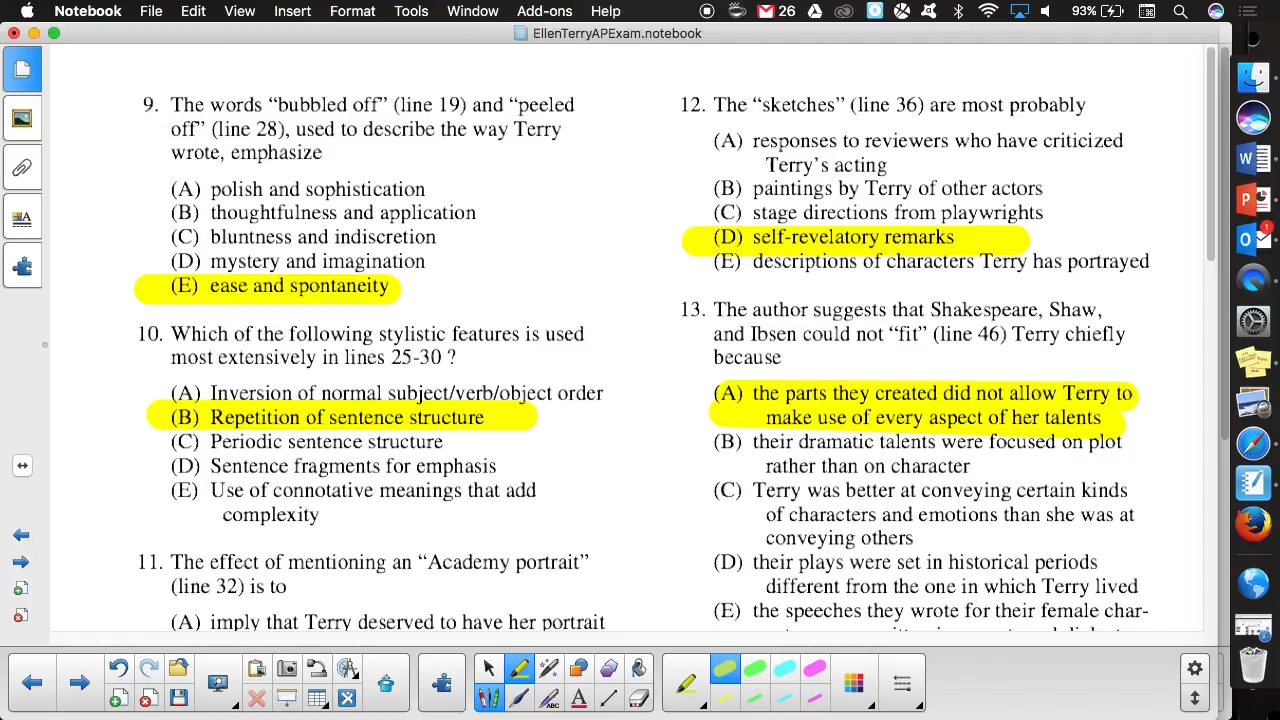 Notebook File Edit View Insert Format Tools Window Add-ons Help 26 93%
EllenTerryAPExam.notebook
9. The words “bubbled off” (line 19) and “peeled
off” (line 28), used to describe the way Terry
wrote, emphasize
(A) polish and sophistication
(B) thoughtfulness and application
(C) bluntness and indiscretion
(D) mystery and imagination
(E) ease and spontaneity
10. Which of the following stylistic features is used
most extensively in lines 25-30 ?
(A) Inversion of normal subject/verb/object order
(B) Repetition of sentence structure
(C) Periodic sentence structure
(D) Sentence fragments for emphasis
(E) Use of connotative meanings that add
complexity
11. The effect of mentioning an “Academy portrait”
(line 32) is to
(A) imply that Terry deserved to have her portrait
12. The “sketches” (line 36) are most probably
(A) responses to reviewers who have criticized
Terry’s acting
(B) paintings by Terry of other actors
(C) stage directions from playwrights
(D) self-revelatory remarks
(E) descriptions of characters Terry has portrayed
13. The author suggests that Shakespeare, Shaw,
and Ibsen could not “fit” (line 46) Terry chiefly
because
(A) the parts they created did not allow Terry to
make use of every aspect of her talents
(B) their dramatic talents were focused on plot
rather than on character
(C) Terry was better at conveying certain kinds
of characters and emotions than she was at
conveying others
(D) their plays were set in historical periods
different from the one in which Terry lived
(E) the speeches they wrote for their female char-